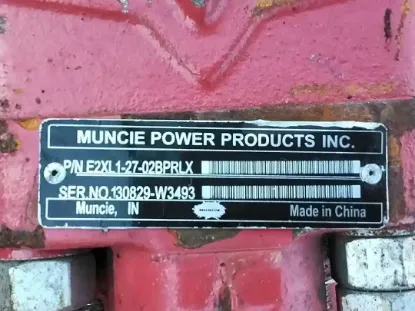 MUNCIE POWER PRODUCTS INC.
P/N E2XL1-27-02BPRLX
SER.NO.130829-W3493
Muncie, IN Made in China